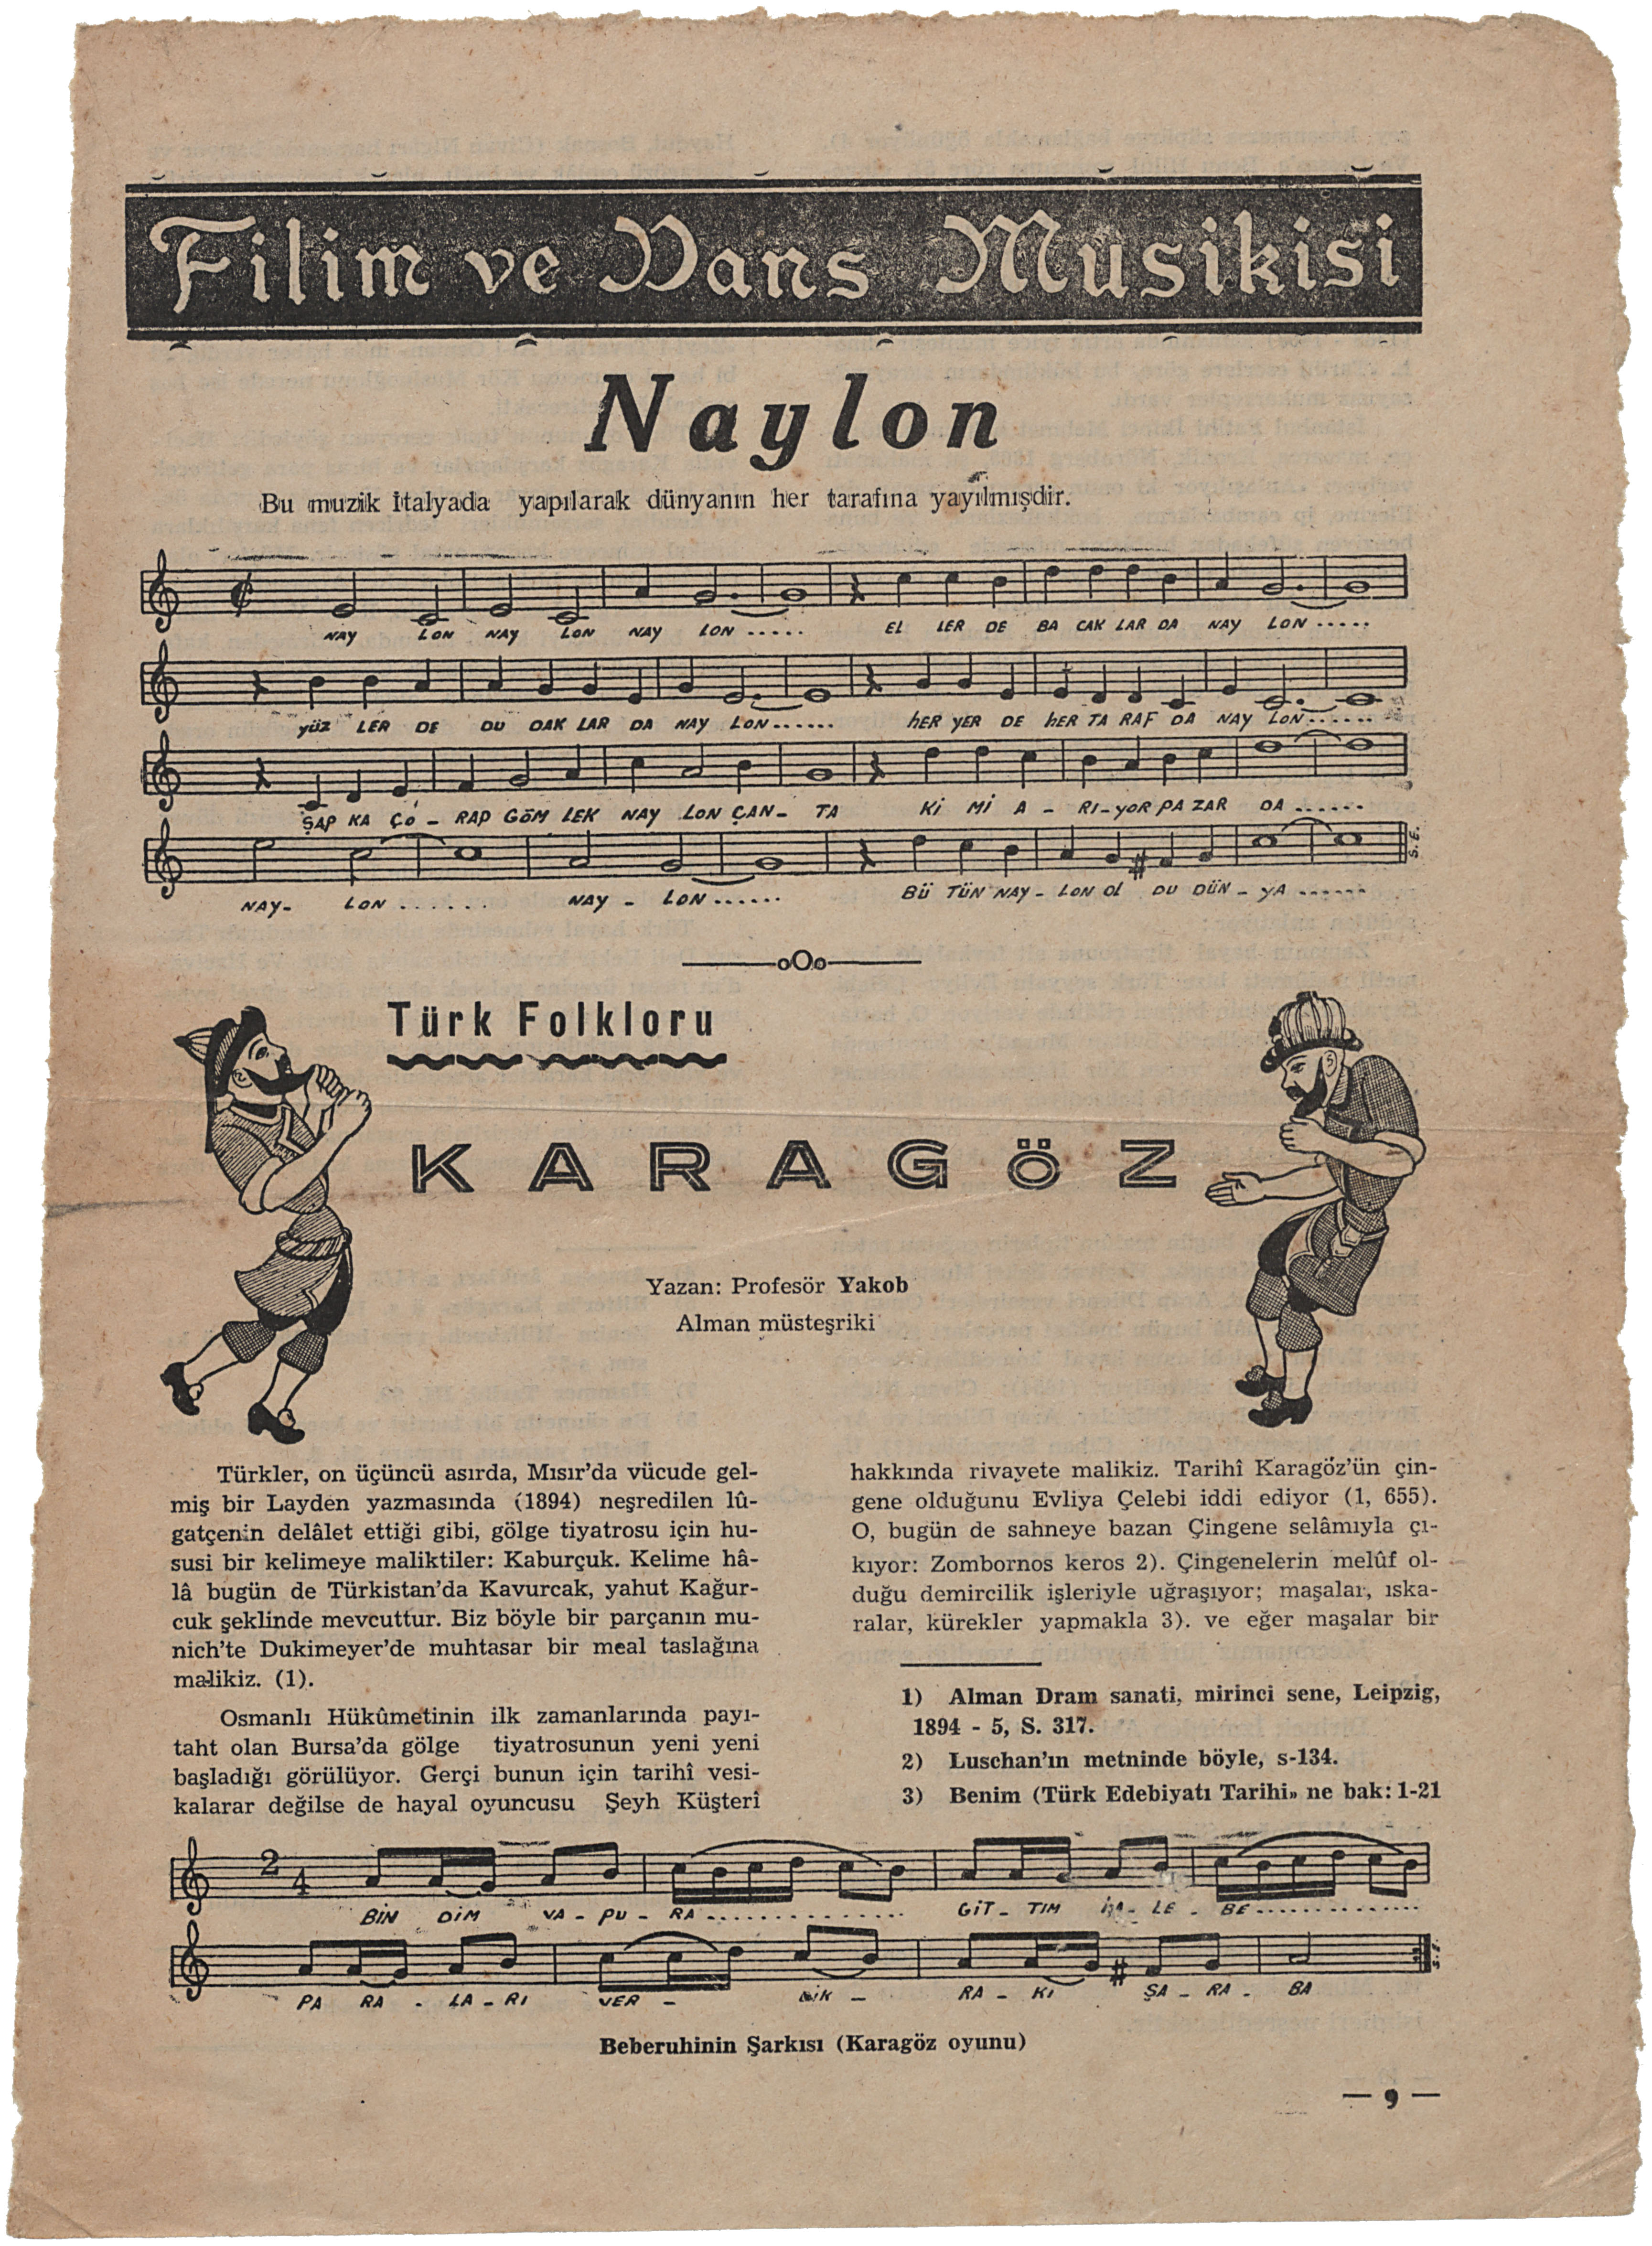 Filim ve Dans Musikisi
Naylon
Bu muzik italyada yapılarak dünyanın her tarafına yayılmışdir.
NAY LON NAY LON NAY LON ..... EL LER DE BA CAK LAR DA NAY LON .....
YÜZ LER DE DU DAK LAR DA NAY LON ...... HER YER DE HER TA RAF DA NAY LON ......
ŞAP KA ÇO - RAP GÖM LEK NAY LON ÇAN - TA Kİ Mİ A - RI - YOR PA ZAR DA ......
NAY - LON ....... NAY - LON ...... BÜ TÜN NAY - LON OL DU DÜN - YA ......
S.E.
oOo
Türk Folkloru
KARAGÖZ
Yazan: Profesör Yakob
Alman müsteşriki
Türkler, on üçüncü asırda, Mısır'da vücude gel-
miş bir Layden yazmasında (1894) neşredilen lû-
gatçenin delâlet ettiği gibi, gölge tiyatrosu için hu-
susi bir kelimeye maliktiler: Kaburçuk. Kelime hâ-
lâ bugün de Türkistan'da Kavurcak, yahut Kağur-
cuk şeklinde mevcuttur. Biz böyle bir parçanın mu-
nich'te Dukimeyer'de muhtasar bir meal taslağına
malikiz. (1).
Osmanlı Hükûmetinin ilk zamanlarında payı-
taht olan Bursa'da gölge tiyatrosunun yeni yeni
başladığı görülüyor. Gerçi bunun için tarihî vesi-
kalarar değilse de hayal oyuncusu Şeyh Küşterî
hakkında rivayete malikiz. Tarihî Karagöz'ün çin-
gene olduğunu Evliya Çelebi iddi ediyor (1, 655).
O, bugün de sahneye bazan Çingene selâmıyla çı-
kıyor: Zombornos keros 2). Çingenelerin melûf ol-
duğu demircilik işleriyle uğraşıyor; maşalar, ıska-
ralar, kürekler yapmakla 3). ve eğer maşalar bir
1) Alman Dram sanati, mirinci sene, Leipzig,
1894 - 5, S. 317.
2) Luschan'ın metninde böyle, s-134.
3) Benim (Türk Edebiyatı Tarihi» ne bak: 1-21
2/4
BİN DİM VA - PU - RA .............. GİT - TIM HA - LE - BE ..............
PA RA - LA - RI VER - DİK - RA - KI ŞA - RA - BA
Beberuhinin Şarkısı (Karagöz oyunu)
— 9 —